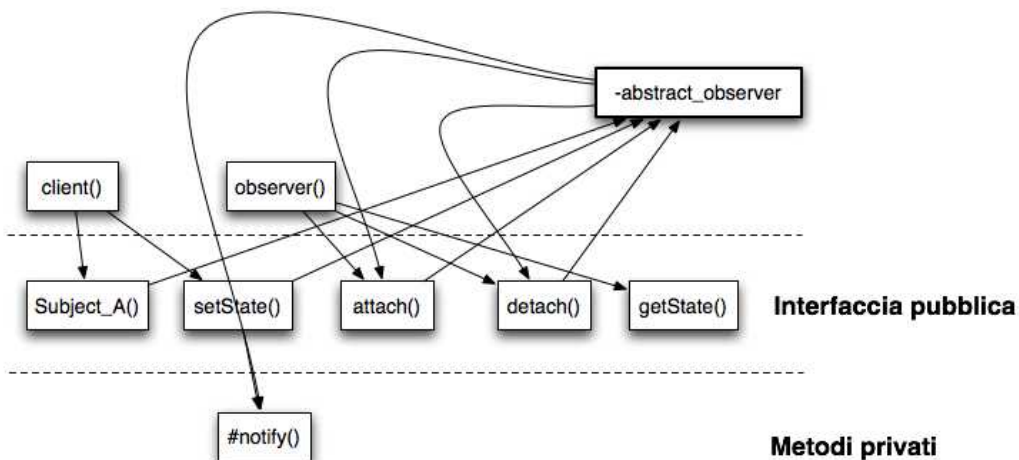 -abstract_observer
client()
observer()
Subject_A()
setState()
attach()
detach()
getState()
Interfaccia pubblica
#notify()
Metodi privati